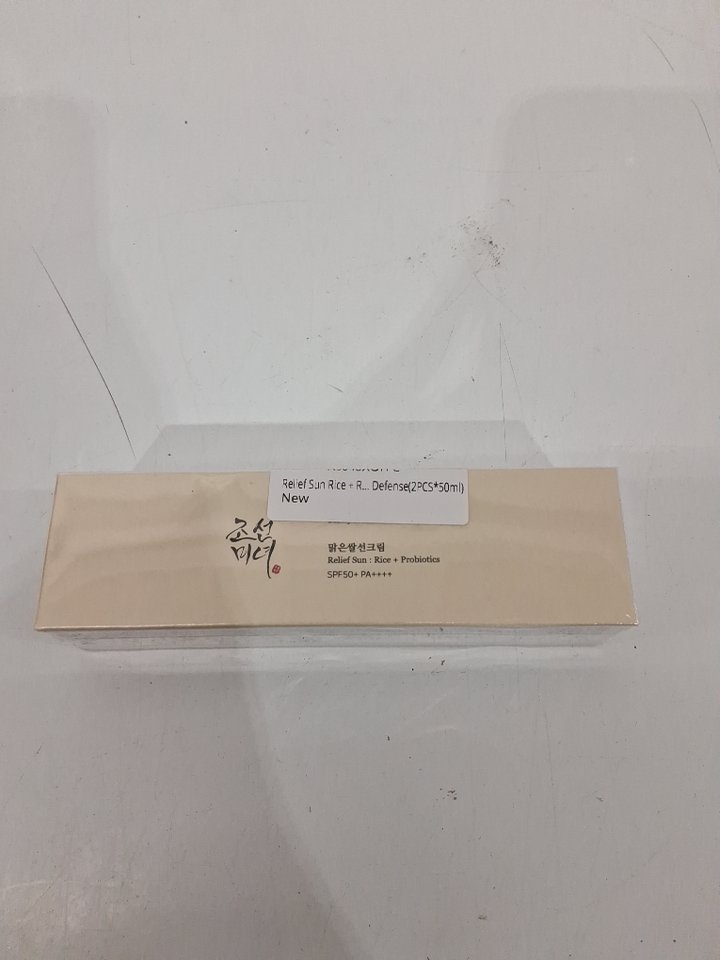 Relief Sun Rice + R... Defense(2PCS*50ml)
New
조선
미녀
맑은쌀선크림
Relief Sun : Rice + Probiotics
SPF50+ PA++++